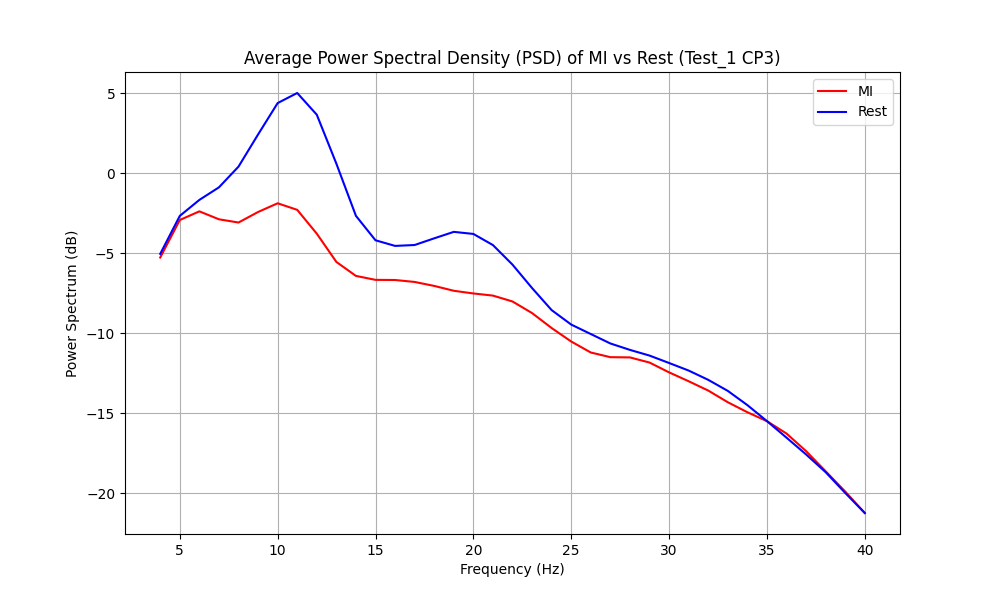 Average Power Spectral Density (PSD) of MI vs Rest (Test_1 CP3)
MI
Rest
Power Spectrum (dB)
5
0
−5
−10
−15
−20
5 10 15 20 25 30 35 40
Frequency (Hz)